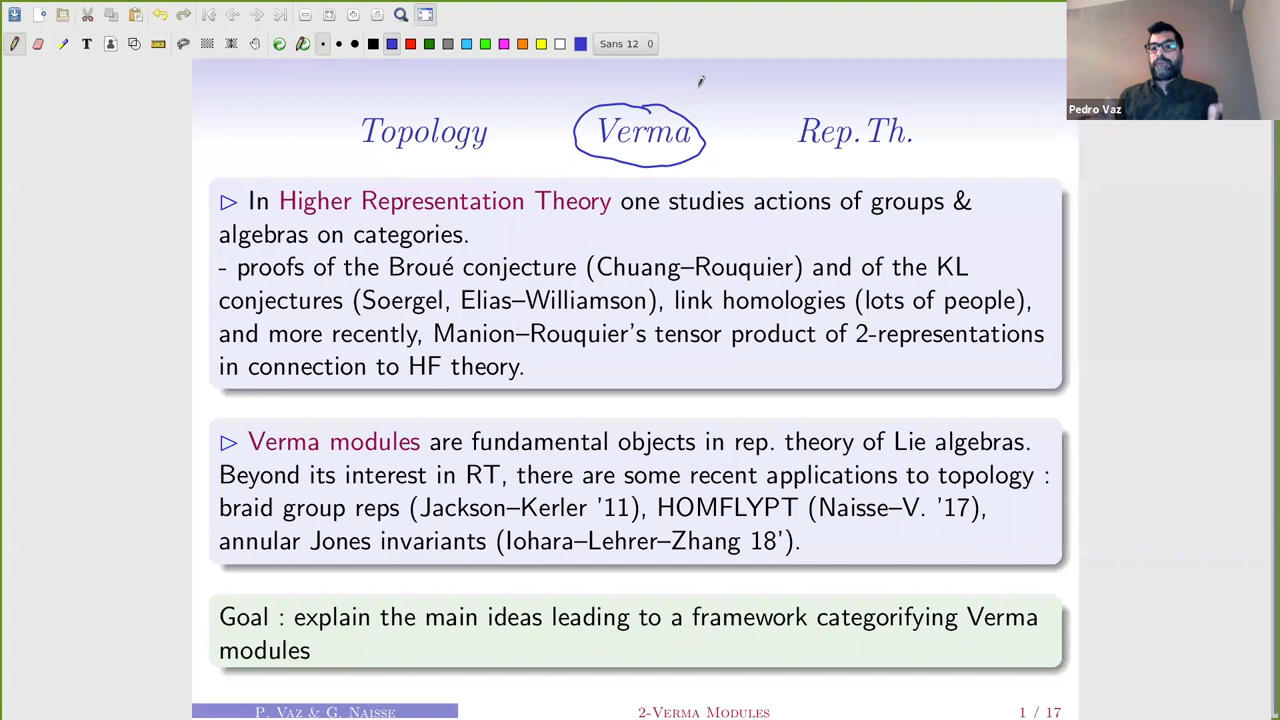 Sans 12 0
Pedro Vaz
Topology Verma Rep. Th.
▷ In Higher Representation Theory one studies actions of groups &
algebras on categories.
- proofs of the Broué conjecture (Chuang–Rouquier) and of the KL
conjectures (Soergel, Elias–Williamson), link homologies (lots of people),
and more recently, Manion–Rouquier's tensor product of 2-representations
in connection to HF theory.
▷ Verma modules are fundamental objects in rep. theory of Lie algebras.
Beyond its interest in RT, there are some recent applications to topology :
braid group reps (Jackson–Kerler '11), HOMFLYPT (Naisse–V. '17),
annular Jones invariants (Iohara–Lehrer–Zhang 18').
Goal : explain the main ideas leading to a framework categorifying Verma
modules
P. Vaz & G. Naisse 2-Verma Modules 1 / 17